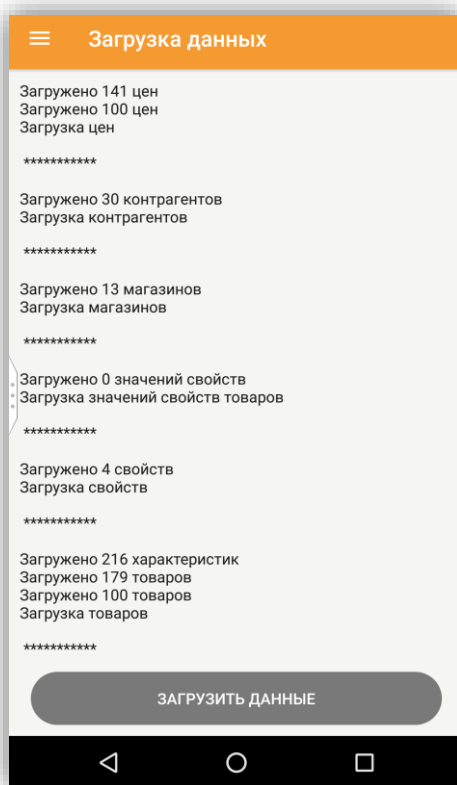 Загрузка данных
Загружено 141 цен
Загружено 100 цен
Загрузка цен
***********
Загружено 30 контрагентов
Загрузка контрагентов
***********
Загружено 13 магазинов
Загрузка магазинов
***********
Загружено 0 значений свойств
Загрузка значений свойств товаров
***********
Загружено 4 свойств
Загрузка свойств
***********
Загружено 216 характеристик
Загружено 179 товаров
Загружено 100 товаров
Загрузка товаров
***********
ЗАГРУЗИТЬ ДАННЫЕ